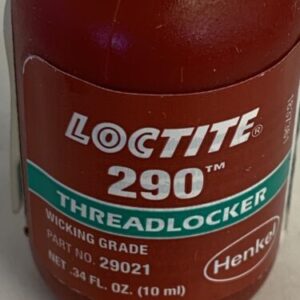 LOCTITE®
290™
THREADLOCKER
WICKING GRADE
PART NO. 29021
NET .34 FL. OZ. (10 ml)
Henkel